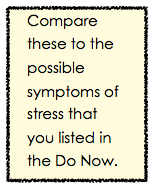 Compare
these to the
possible
symptoms of
stress that
you listed in
the Do Now.